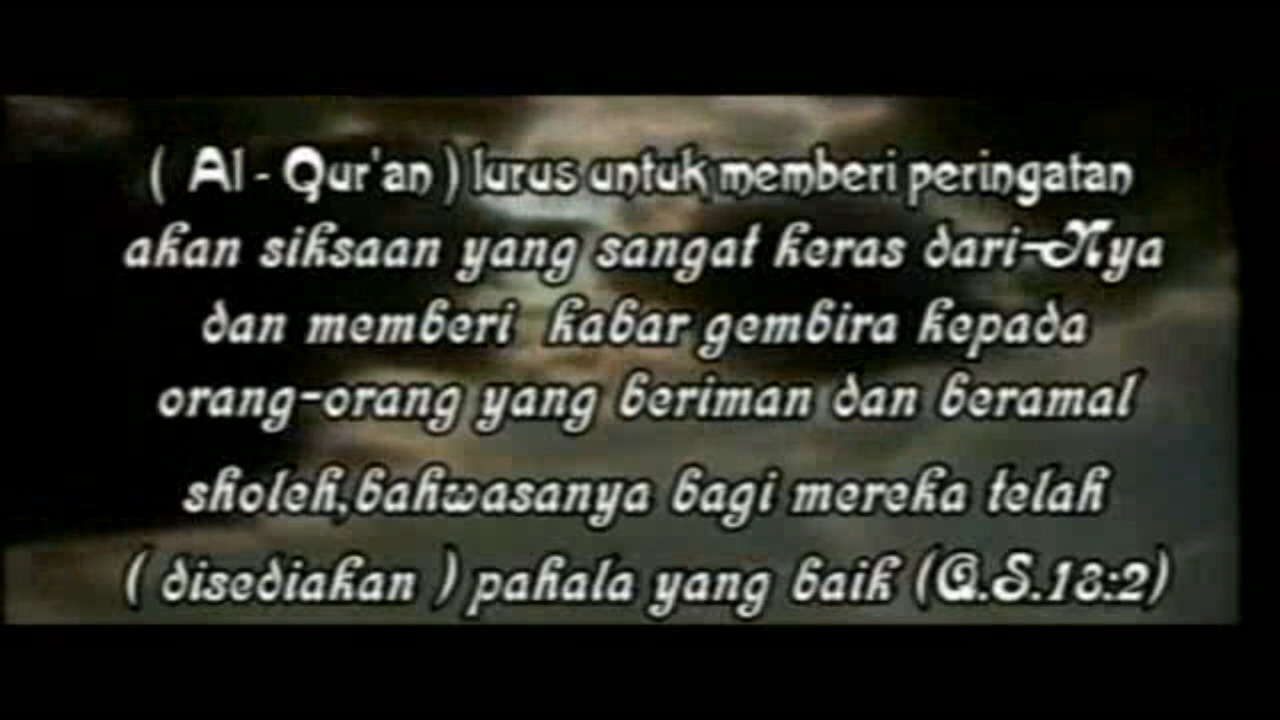 ( Al - Qur'an ) lurus untuk memberi peringatan
akan siksaan yang sangat keras dari-Nya
dan memberi kabar gembira kepada
orang-orang yang beriman dan beramal
sholeh,bahwasanya bagi mereka telah
( disediakan ) pahala yang baik (Q.S.18:2)